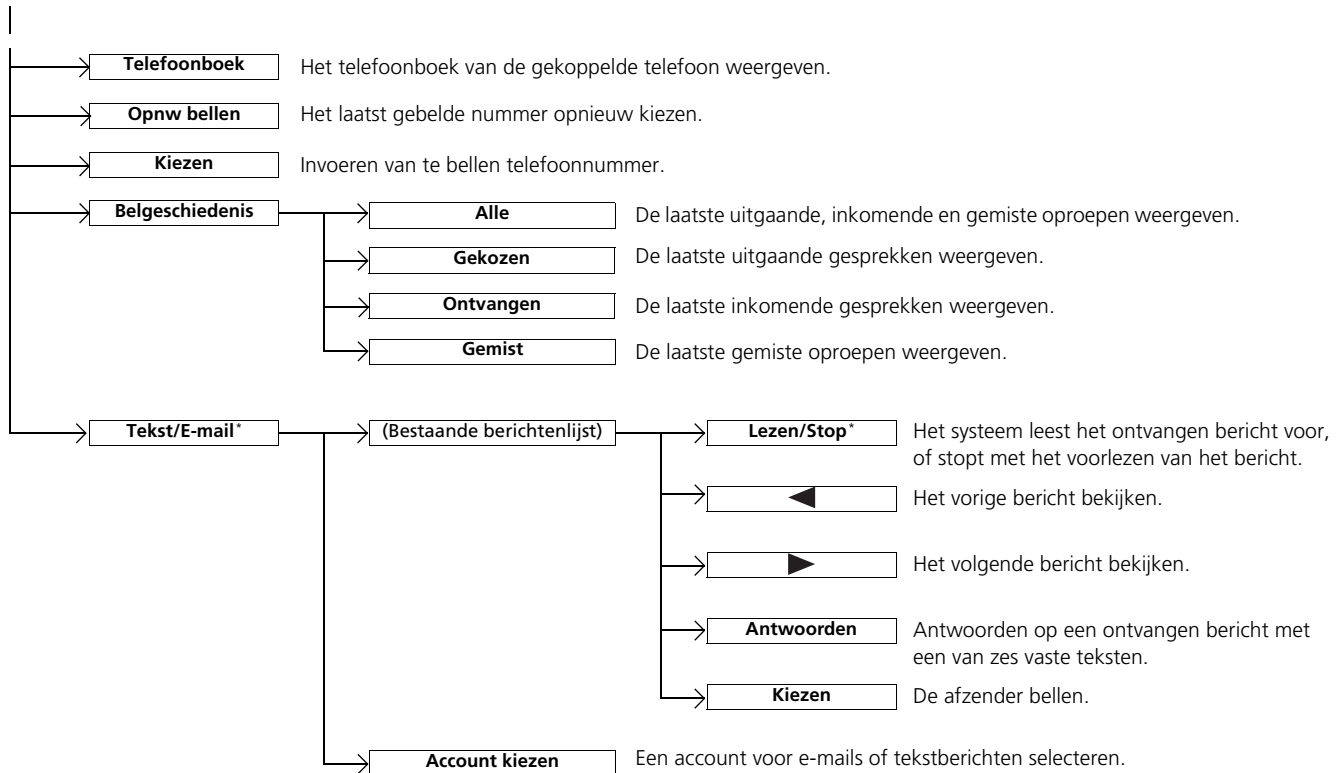 Telefoonboek Het telefoonboek van de gekoppelde telefoon weergeven.
Opnw bellen Het laatst gebelde nummer opnieuw kiezen.
Kiezen Invoeren van te bellen telefoonnummer.
Belgeschiedenis Alle De laatste uitgaande, inkomende en gemiste oproepen weergeven.
Gekozen De laatste uitgaande gesprekken weergeven.
Ontvangen De laatste inkomende gesprekken weergeven.
Gemist De laatste gemiste oproepen weergeven.
Tekst/E-mail* (Bestaande berichtenlijst) Lezen/Stop* Het systeem leest het ontvangen bericht voor,
of stopt met het voorlezen van het bericht.
Het vorige bericht bekijken.
Het volgende bericht bekijken.
Antwoorden Antwoorden op een ontvangen bericht met
een van zes vaste teksten.
Kiezen De afzender bellen.
Account kiezen Een account voor e-mails of tekstberichten selecteren.